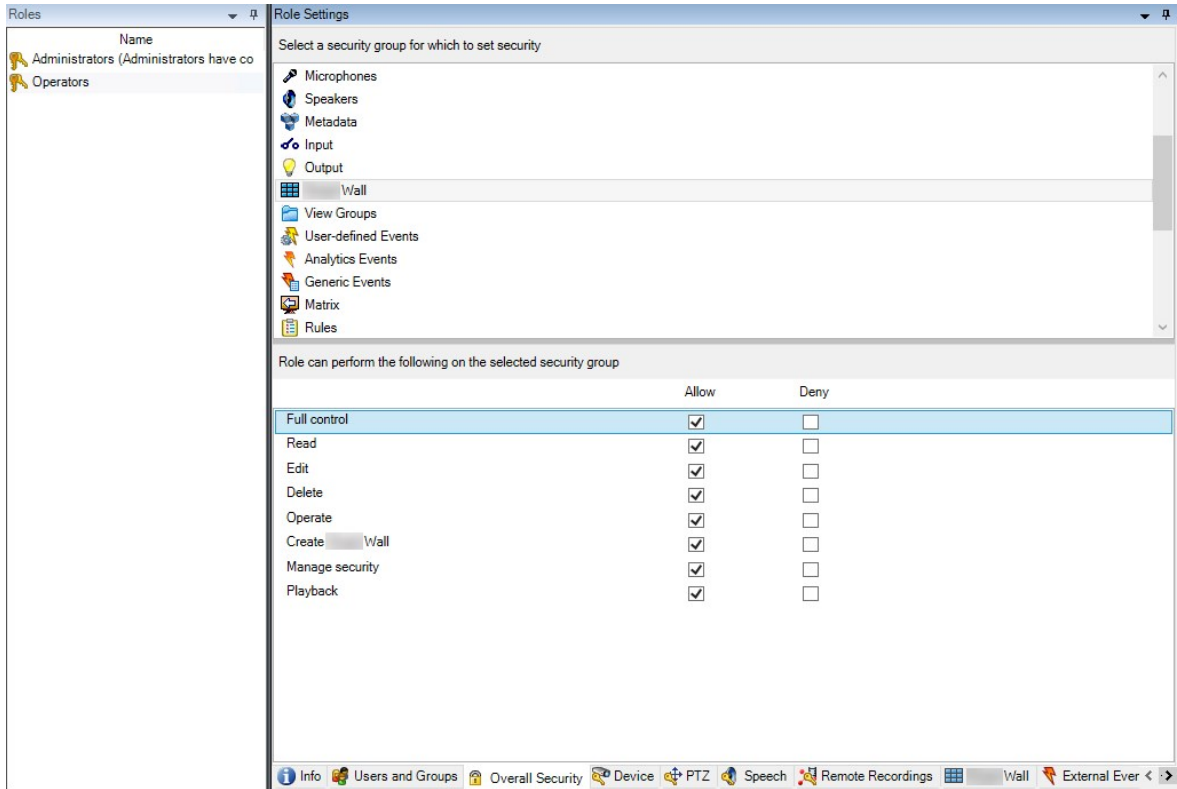 Roles
Name
Administrators (Administrators have co
Operators
Role Settings
Select a security group for which to set security
Microphones
Speakers
Metadata
Input
Output
Wall
View Groups
User-defined Events
Analytics Events
Generic Events
Matrix
Rules
Role can perform the following on the selected security group
Allow Deny
Full control
Read
Edit
Delete
Operate
Create Wall
Manage security
Playback
Info Users and Groups Overall Security Device PTZ Speech Remote Recordings Wall External Ever